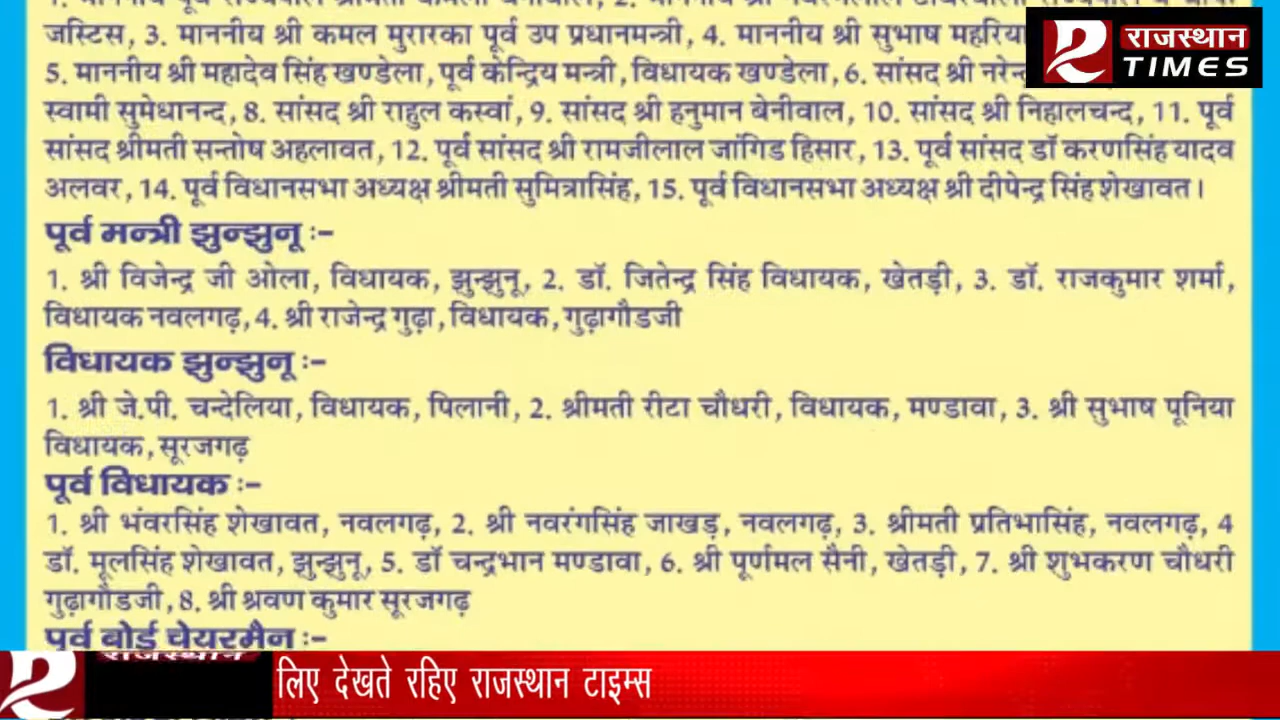 जस्टिस, 3. माननीय श्री कमल मुरारका पूर्व उप प्रधानमन्त्री, 4. माननीय श्री सुभाष महरिया
राजस्थान
TIMES
5. माननीय श्री महादेव सिंह खण्डेला, पूर्व केन्द्रिय मन्त्री, विधायक खण्डेला, 6. सांसद श्री
स्वामी सुमेधानन्द, 8. सांसद श्री राहुल कस्वां, 9. सांसद श्री हनुमान बेनीवाल, 10. सांसद श्री निहालचन्द, 11. पूर्व
सांसद श्रीमती सन्तोष अहलावत, 12. पूर्व सांसद श्री रामजीलाल जांगिड हिसार, 13. पूर्व सांसद डॉ करणसिंह यादव
अलवर, 14. पूर्व विधानसभा अध्यक्ष श्रीमती सुमित्रासिंह, 15. पूर्व विधानसभा अध्यक्ष श्री दीपेन्द्र सिंह शेखावत।
पूर्व मन्त्री झुन्झुनू :-
1. श्री विजेन्द्र जी ओला, विधायक, झुन्झुनू, 2. डॉ. जितेन्द्र सिंह विधायक, खेतड़ी, 3. डॉ. राजकुमार शर्मा,
विधायक नवलगढ़, 4. श्री राजेन्द्र गुढ़ा, विधायक, गुढ़ागौडजी
विधायक झुन्झुनू :-
1. श्री जे.पी. चन्देलिया, विधायक, पिलानी, 2. श्रीमती रीटा चौधरी, विधायक, मण्डावा, 3. श्री सुभाष पूनिया
विधायक, सूरजगढ़
पूर्व विधायक :-
1. श्री भंवरसिंह शेखावत, नवलगढ़, 2. श्री नवरंगसिंह जाखड़, नवलगढ़, 3. श्रीमती प्रतिभासिंह, नवलगढ़, 4
डॉ. मूलसिंह शेखावत, झुन्झुनू, 5. डॉ चन्द्रभान मण्डावा, 6. श्री पूर्णमल सैनी, खेतड़ी, 7. श्री शुभकरण चौधरी
गुढ़ागौडजी, 8. श्री श्रवण कुमार सूरजगढ़
पूर्व बोर्ड चेयरमैन :-
राजस्थान
लिए देखते रहिए राजस्थान टाइम्स